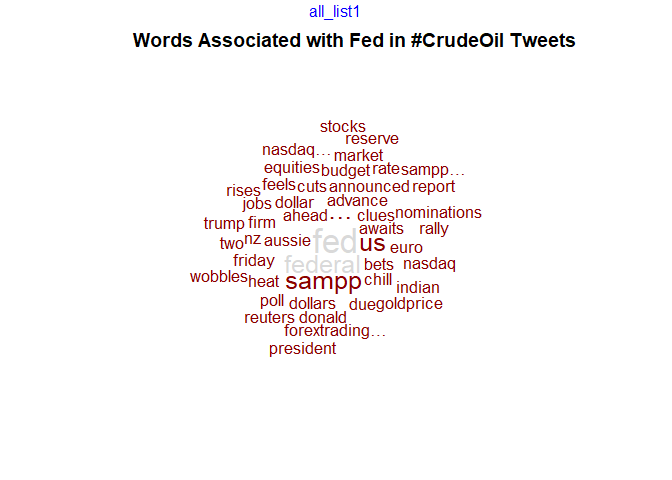 all_list1
Words Associated with Fed in #CrudeOil Tweets
stocks
reserve
nasdaq… market
equities budget rate sampp…
rises feels cuts announced report
jobs dollar advance
trump firm ahead … clues nominations
two nz aussie fed us awaits rally
euro
friday federal bets nasdaq
wobbles heat sampp chill indian
poll dollars due goldprice
reuters donald
forextrading…
president